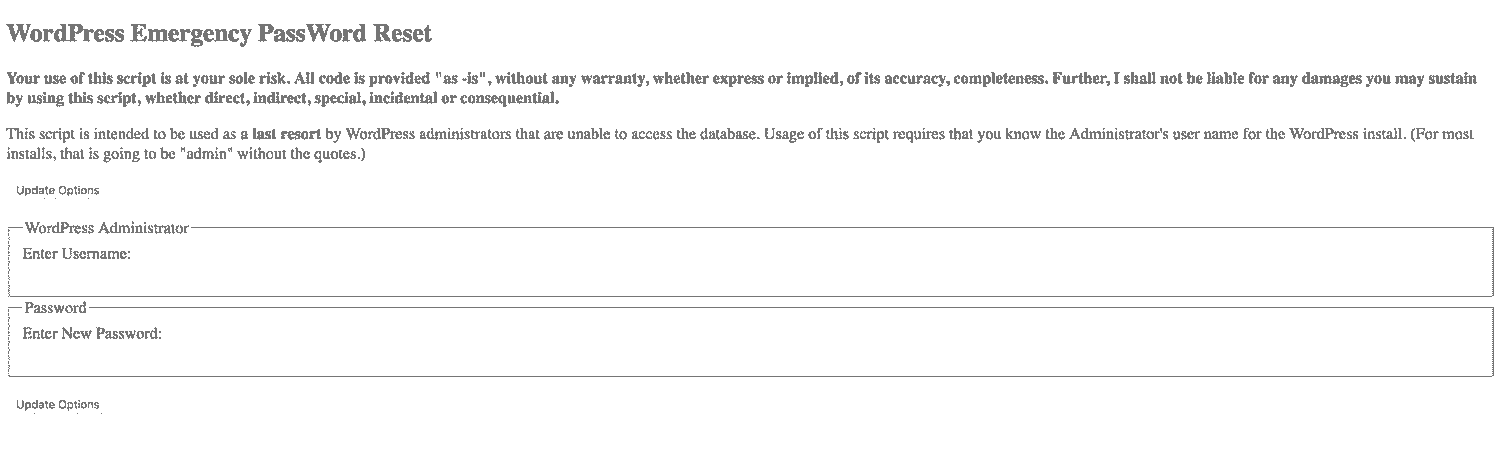 WordPress Emergency PassWord Reset
Your use of this script is at your sole risk. All code is provided "as -is", without any warranty, whether express or implied, of its accuracy, completeness. Further, I shall not be liable for any damages you may sustain
by using this script, whether direct, indirect, special, incidental or consequential.
This script is intended to be used as a last resort by WordPress administrators that are unable to access the database. Usage of this script requires that you know the Administrator's user name for the WordPress install. (For most
installs, that is going to be "admin" without the quotes.)
Update Options
WordPress Administrator
Enter Username:
Password
Enter New Password:
Update Options